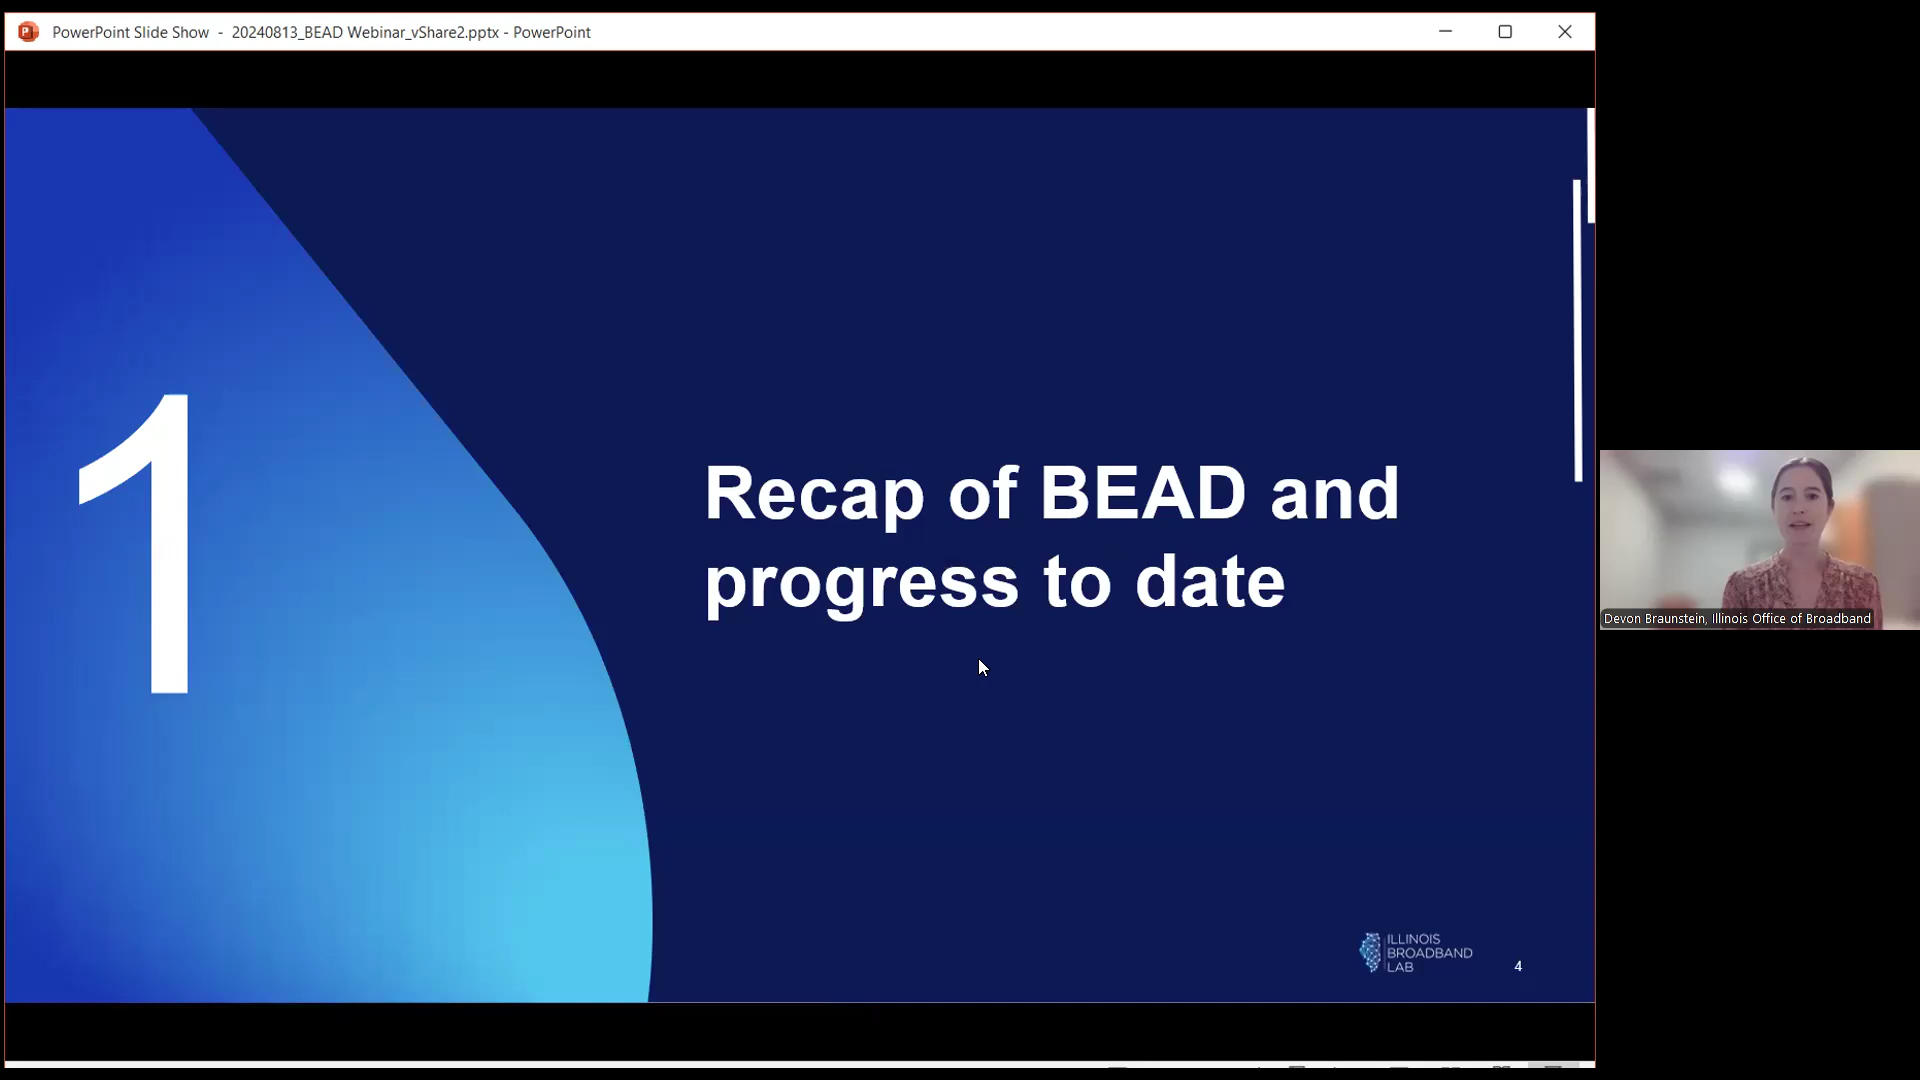 PowerPoint Slide Show - 20240813_BEAD Webinar_vShare2.pptx - PowerPoint
1
Recap of BEAD and
progress to date
Devon Braunstein, Illinois Office of Broadband
ILLINOIS
BROADBAND
LAB
4